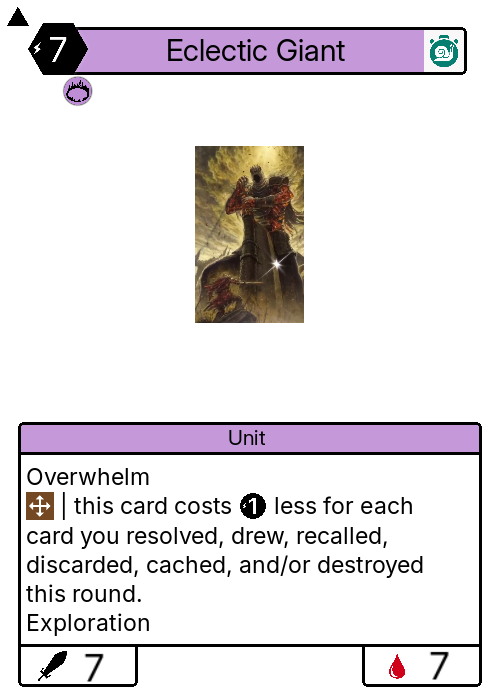 7 Eclectic Giant
Unit
Overwhelm
| this card costs 1 less for each
card you resolved, drew, recalled,
discarded, cached, and/or destroyed
this round.
Exploration
7 7